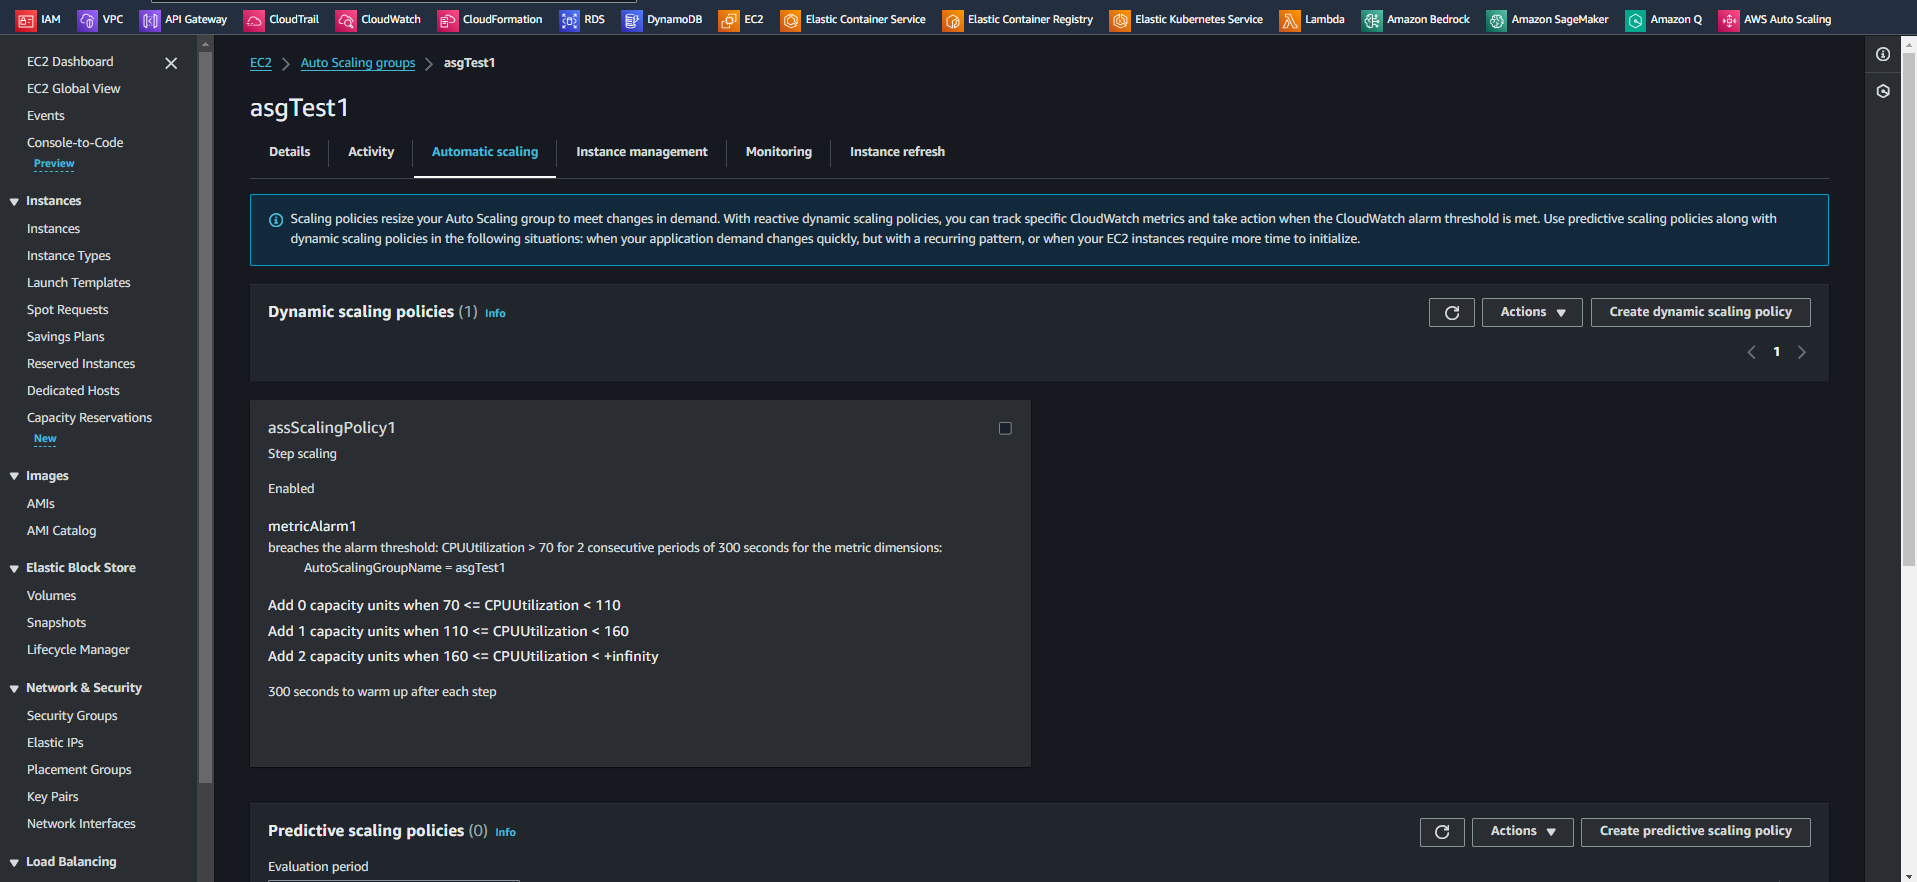 IAM VPC API Gateway CloudTrail CloudWatch CloudFormation RDS DynamoDB EC2 Elastic Container Service Elastic Container Registry Elastic Kubernetes Service Lambda Amazon Bedrock Amazon SageMaker Amazon Q AWS Auto Scaling
EC2 Dashboard
EC2 Global View
Events
Console-to-Code
Preview
Instances
Instances
Instance Types
Launch Templates
Spot Requests
Savings Plans
Reserved Instances
Dedicated Hosts
Capacity Reservations
New
Images
AMIs
AMI Catalog
Elastic Block Store
Volumes
Snapshots
Lifecycle Manager
Network & Security
Security Groups
Elastic IPs
Placement Groups
Key Pairs
Network Interfaces
Load Balancing
EC2 Auto Scaling groups asgTest1
asgTest1
Details Activity Automatic scaling Instance management Monitoring Instance refresh
Scaling policies resize your Auto Scaling group to meet changes in demand. With reactive dynamic scaling policies, you can track specific CloudWatch metrics and take action when the CloudWatch alarm threshold is met. Use predictive scaling policies along with
dynamic scaling policies in the following situations: when your application demand changes quickly, but with a recurring pattern, or when your EC2 instances require more time to initialize.
Dynamic scaling policies (1) Info Actions Create dynamic scaling policy
1
assScalingPolicy1
Step scaling
Enabled
metricAlarm1
breaches the alarm threshold: CPUUtilization > 70 for 2 consecutive periods of 300 seconds for the metric dimensions:
AutoScalingGroupName = asgTest1
Add 0 capacity units when 70 <= CPUUtilization < 110
Add 1 capacity units when 110 <= CPUUtilization < 160
Add 2 capacity units when 160 <= CPUUtilization < +infinity
300 seconds to warm up after each step
Predictive scaling policies (0) Info Actions Create predictive scaling policy
Evaluation period